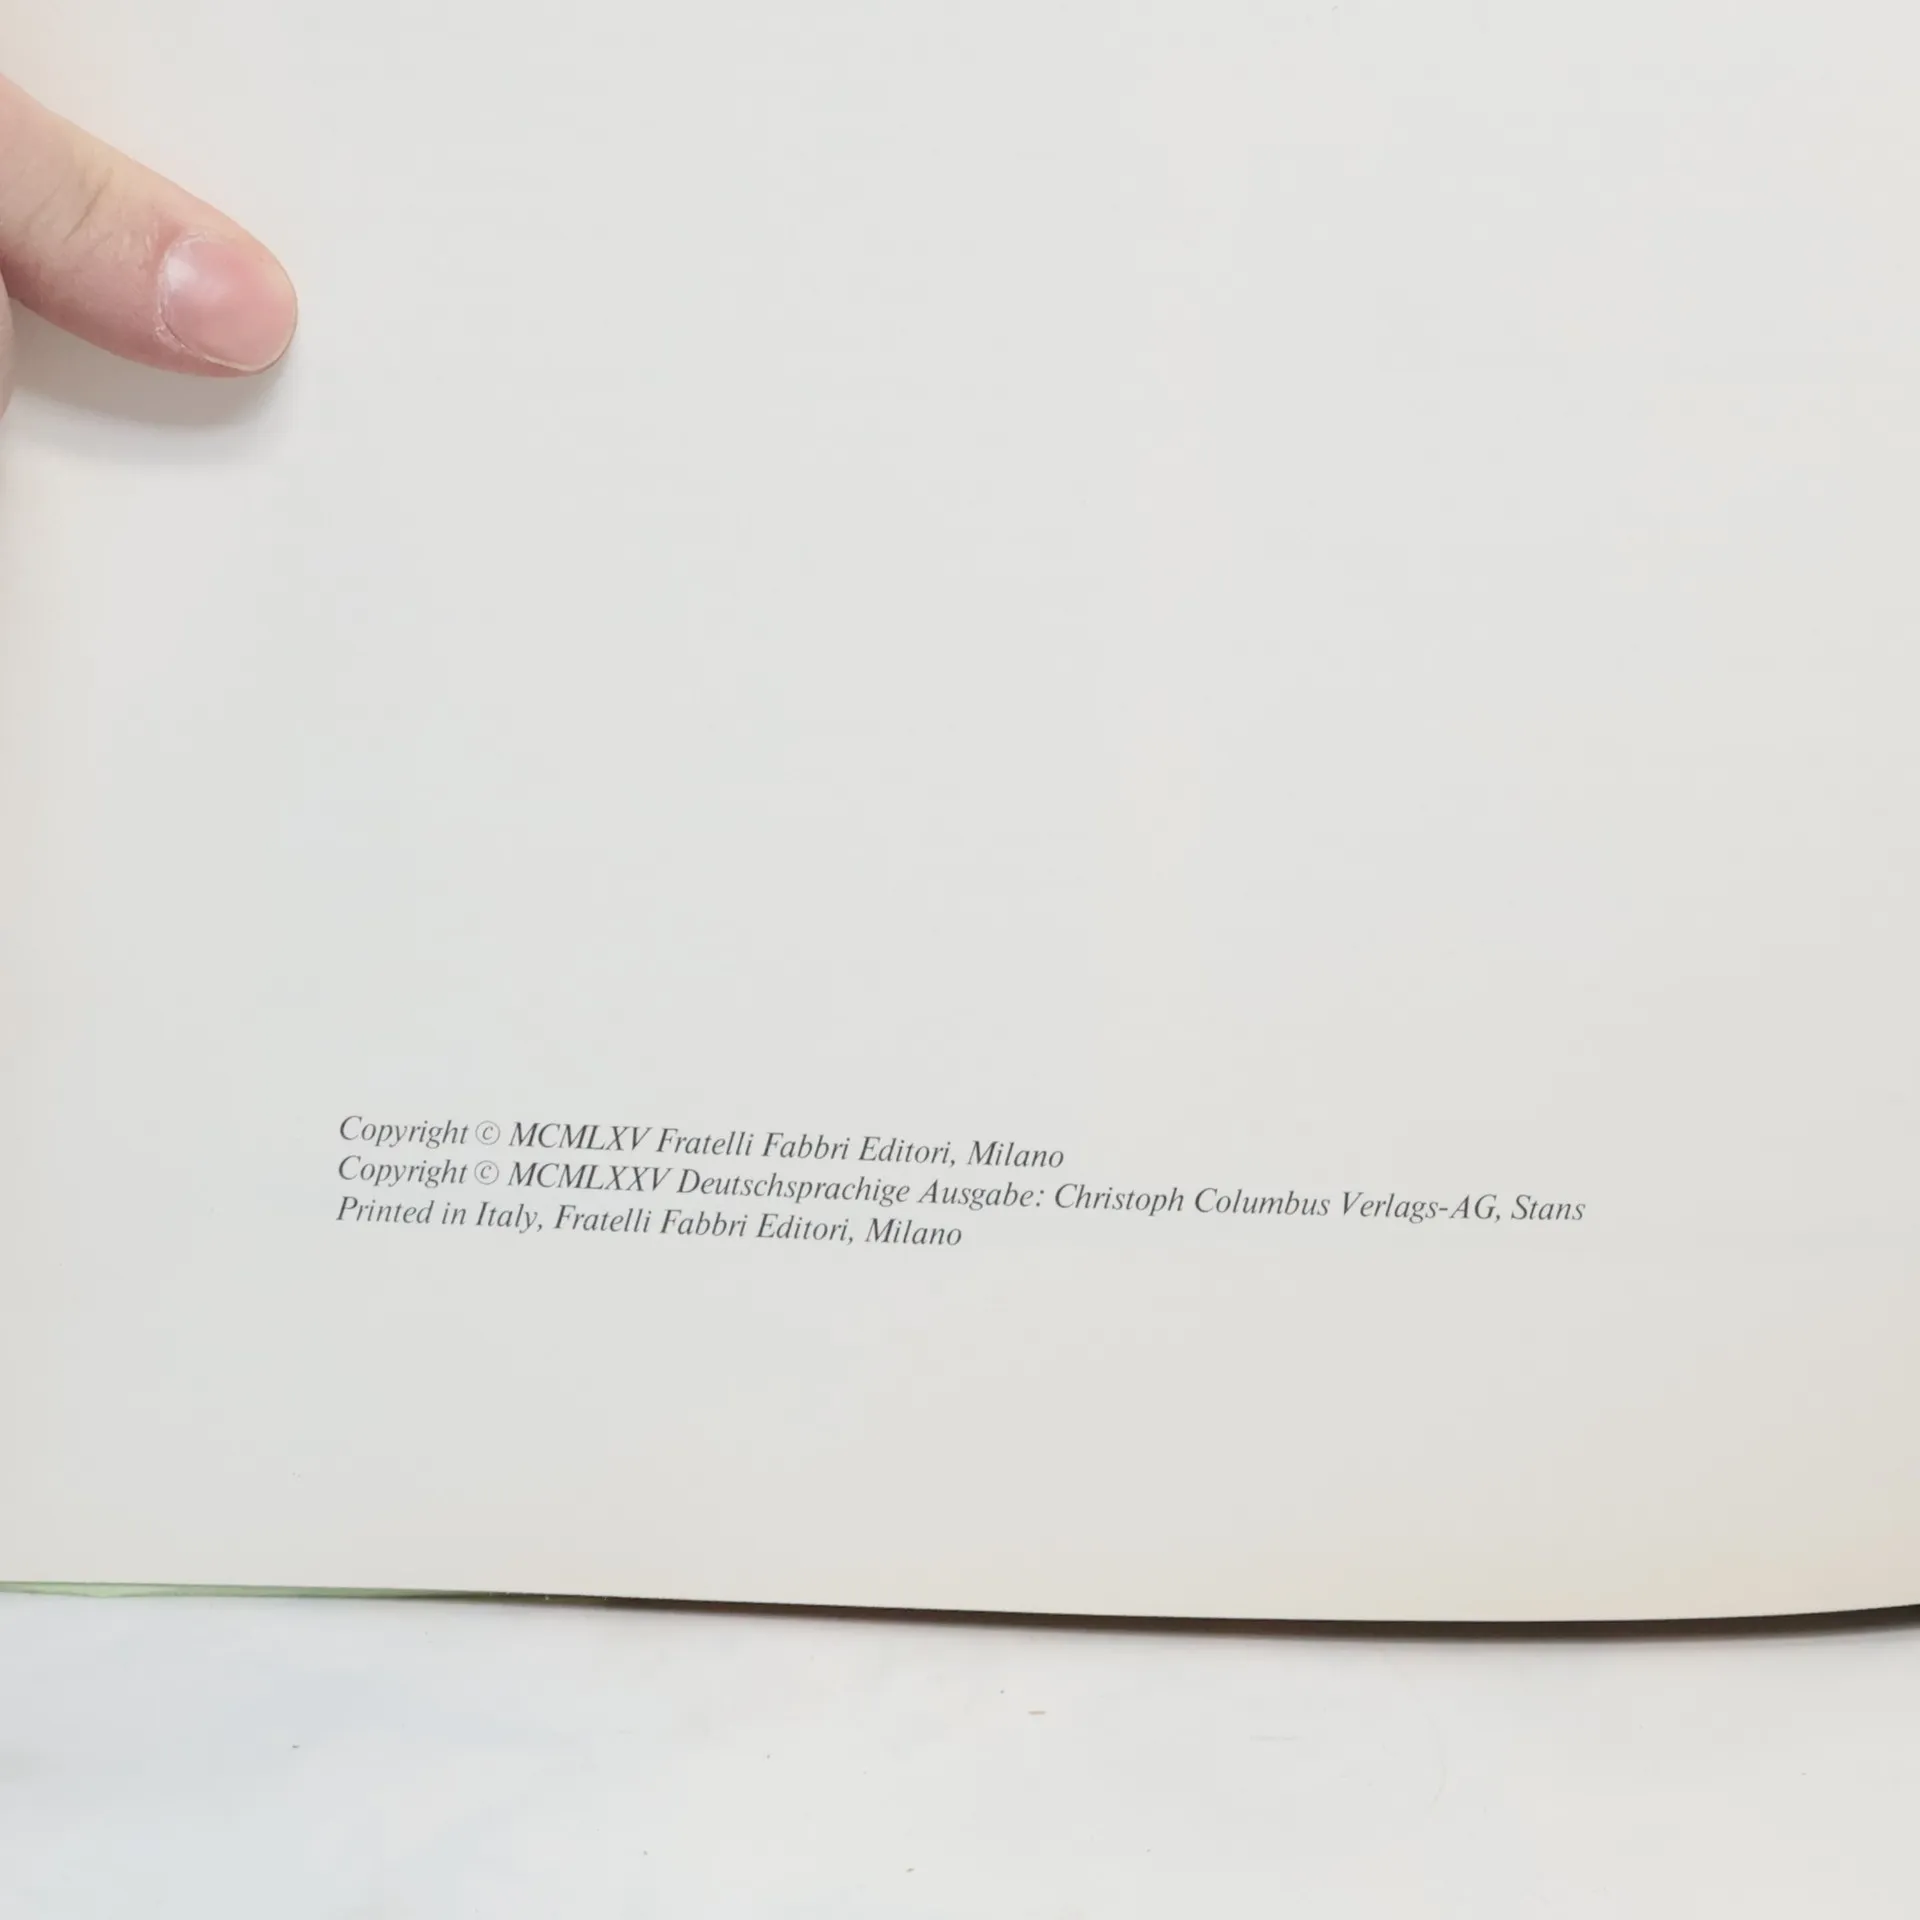 Copyright © MCMLXV Fratelli Fabbri Editori, Milano
Copyright © MCMLXXV Deutschsprachige Ausgabe: Christoph Columbus Verlags-AG, Stans
Printed in Italy, Fratelli Fabbri Editori, Milano